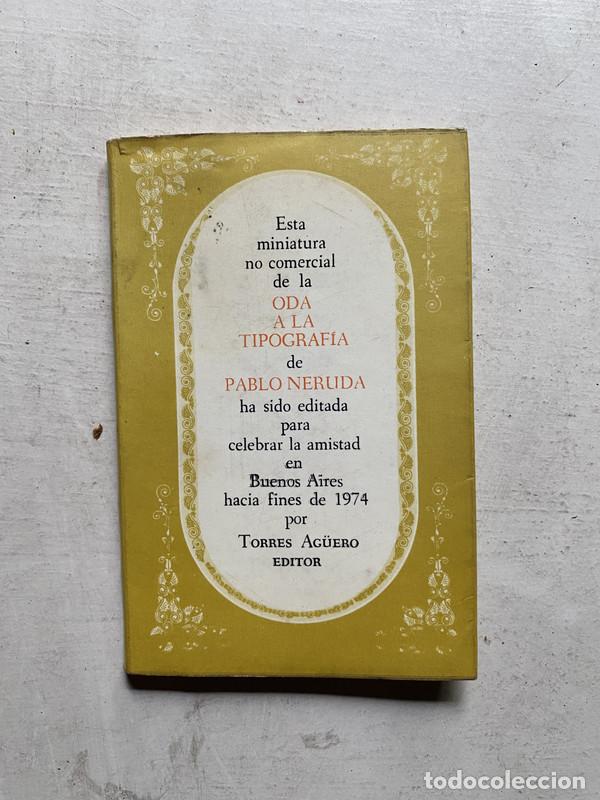 Esta
miniatura
no comercial
de la
ODA
A LA
TIPOGRAFÍA
de
PABLO NERUDA
ha sido editada
para
celebrar la amistad
en
Buenos Aires
hacia fines de 1974
por
TORRES AGÜERO
EDITOR
todocoleccion